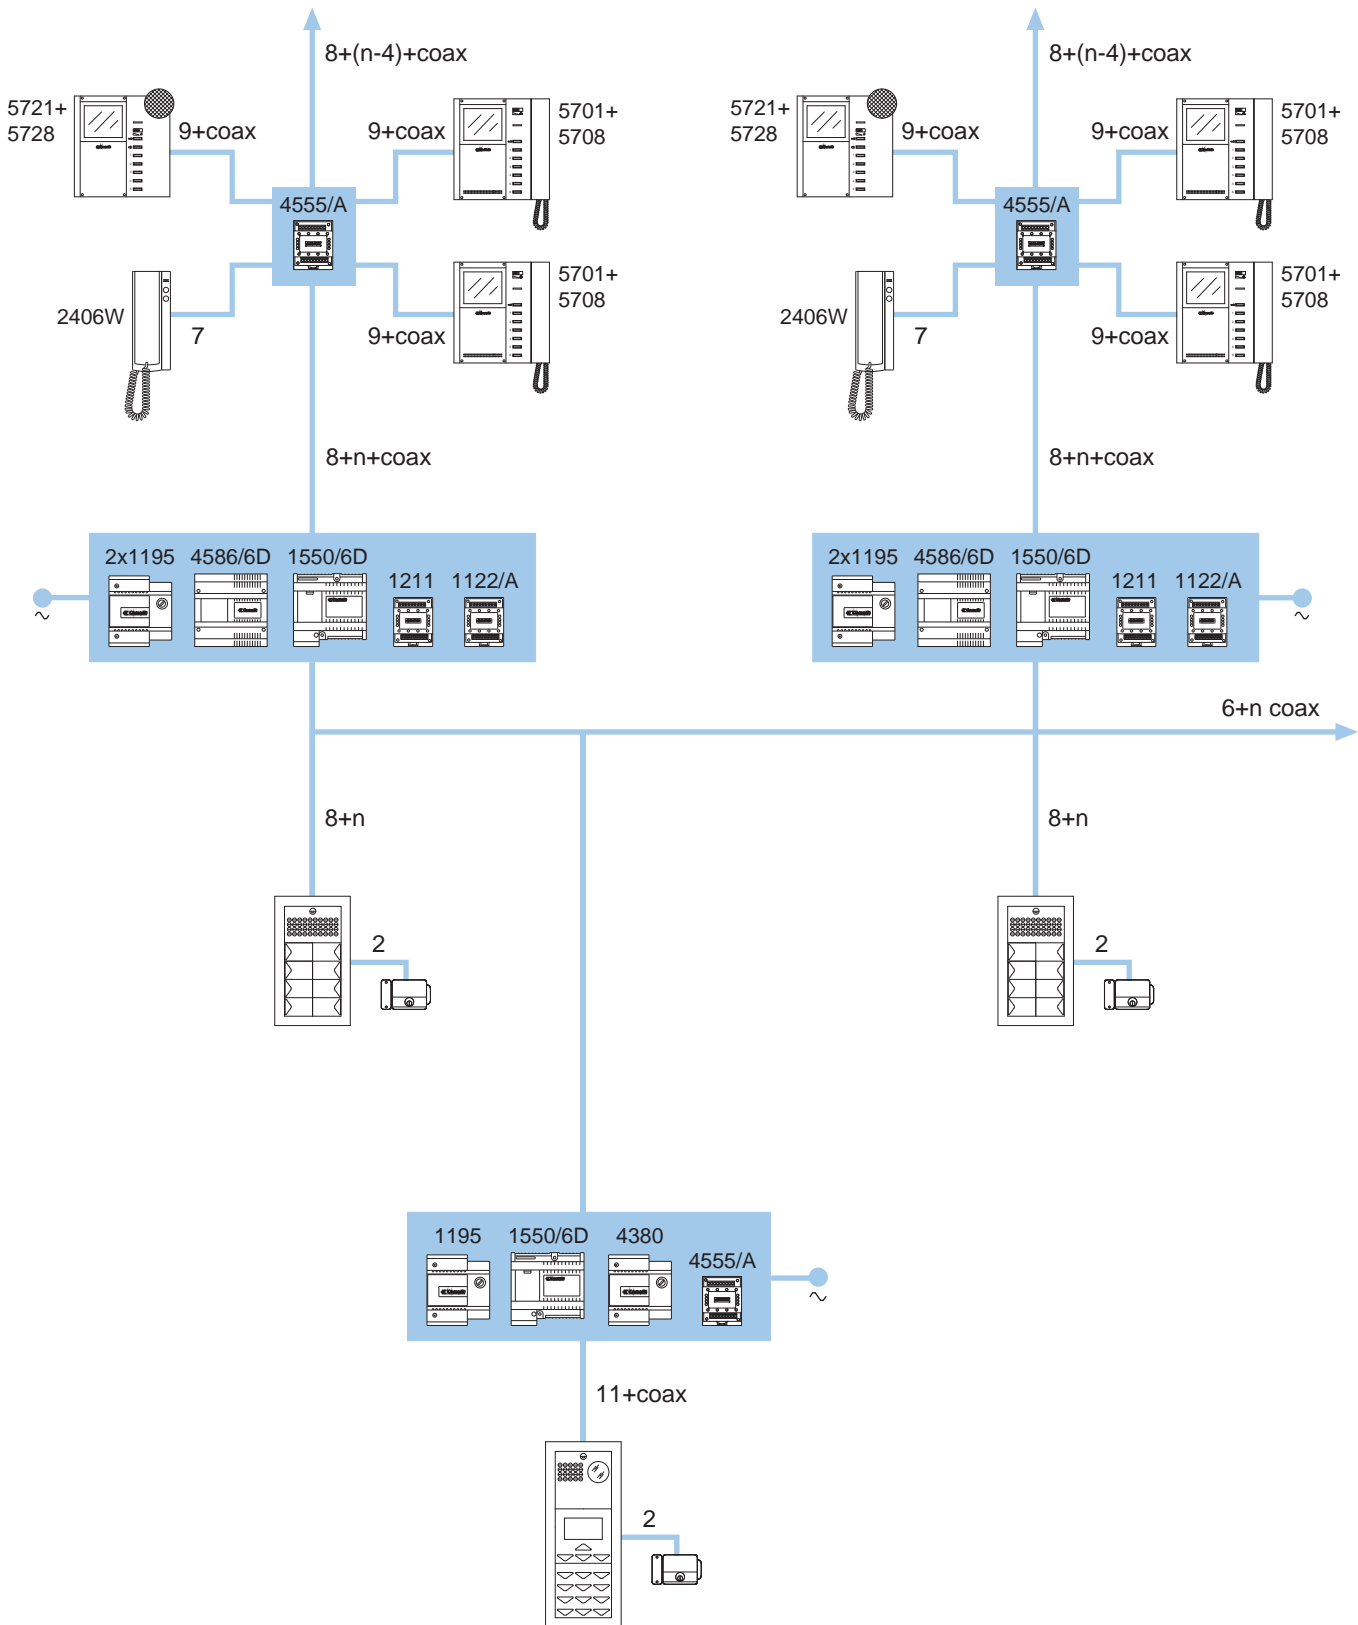 8+(n-4)+coax
8+(n-4)+coax
5721+
5728
9+coax
9+coax
5701+
5708
5721+
5728
9+coax
9+coax
5701+
5708
4555/A
4555/A
2406W
7
9+coax
5701+
5708
2406W
7
9+coax
5701+
5708
8+n+coax
8+n+coax
2x1195 4586/6D 1550/6D 1211 1122/A
2x1195 4586/6D 1550/6D 1211 1122/A
~
~
6+n coax
8+n
8+n
2
2
1195 1550/6D 4380 4555/A
~
11+coax
2